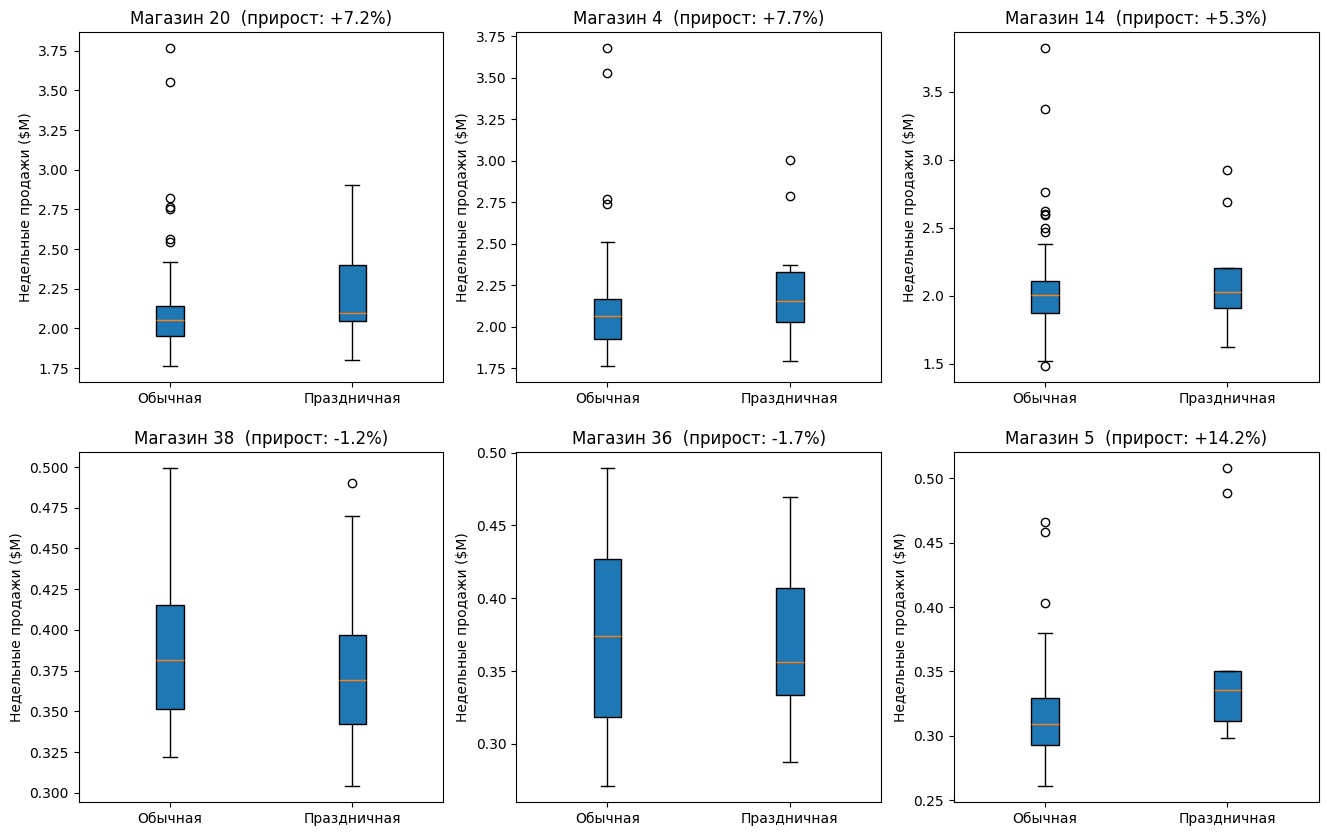 Магазин 20  (прирост: +7.2%)
Недельные продажи ($M)
3.75
3.50
3.25
3.00
2.75
2.50
2.25
2.00
1.75
Обычная
Праздничная
Магазин 4  (прирост: +7.7%)
Недельные продажи ($M)
3.75
3.50
3.25
3.00
2.75
2.50
2.25
2.00
1.75
Обычная
Праздничная
Магазин 14  (прирост: +5.3%)
Недельные продажи ($M)
3.5
3.0
2.5
2.0
1.5
Обычная
Праздничная
Магазин 38  (прирост: -1.2%)
Недельные продажи ($M)
0.500
0.475
0.450
0.425
0.400
0.375
0.350
0.325
0.300
Обычная
Праздничная
Магазин 36  (прирост: -1.7%)
Недельные продажи ($M)
0.50
0.45
0.40
0.35
0.30
Обычная
Праздничная
Магазин 5  (прирост: +14.2%)
Недельные продажи ($M)
0.50
0.45
0.40
0.35
0.30
0.25
Обычная
Праздничная